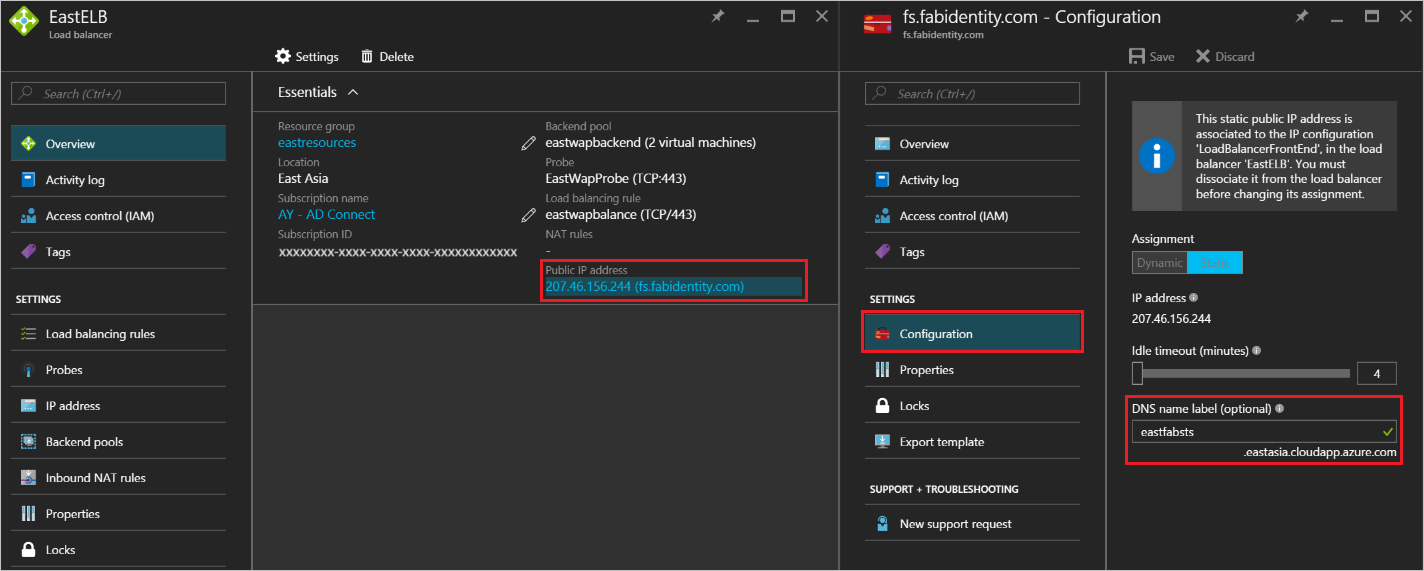 EastELB
Load balancer
Settings
Delete
Search (Ctrl+/)
Overview
Activity log
Access control (IAM)
Tags
SETTINGS
Load balancing rules
Probes
IP address
Backend pools
Inbound NAT rules
Properties
Locks
Essentials
Resource group
eastresources
Location
East Asia
Subscription name
AY - AD Connect
Subscription ID
xxxxxxxx-xxxx-xxxx-xxxx-xxxxxxxxxxxx
Backend pool
eastwapbackend (2 virtual machines)
Probe
EastWapProbe (TCP:443)
Load balancing rule
eastwapbalance (TCP/443)
NAT rules
-
Public IP address
207.46.156.244 (fs.fabidentity.com)
fs.fabidentity.com - Configuration
fs.fabidentity.com
Save
Discard
Search (Ctrl+/)
Overview
Activity log
Access control (IAM)
Tags
SETTINGS
Configuration
Properties
Locks
Export template
SUPPORT + TROUBLESHOOTING
New support request
This static public IP address is
associated to the IP configuration
'LoadBalancerFrontEnd', in the load
balancer 'EastELB'. You must
dissociate it from the load balancer
before changing its assignment.
Assignment
Dynamic
Static
IP address
207.46.156.244
Idle timeout (minutes)
4
DNS name label (optional)
eastfabsts
.eastasia.cloudapp.azure.com